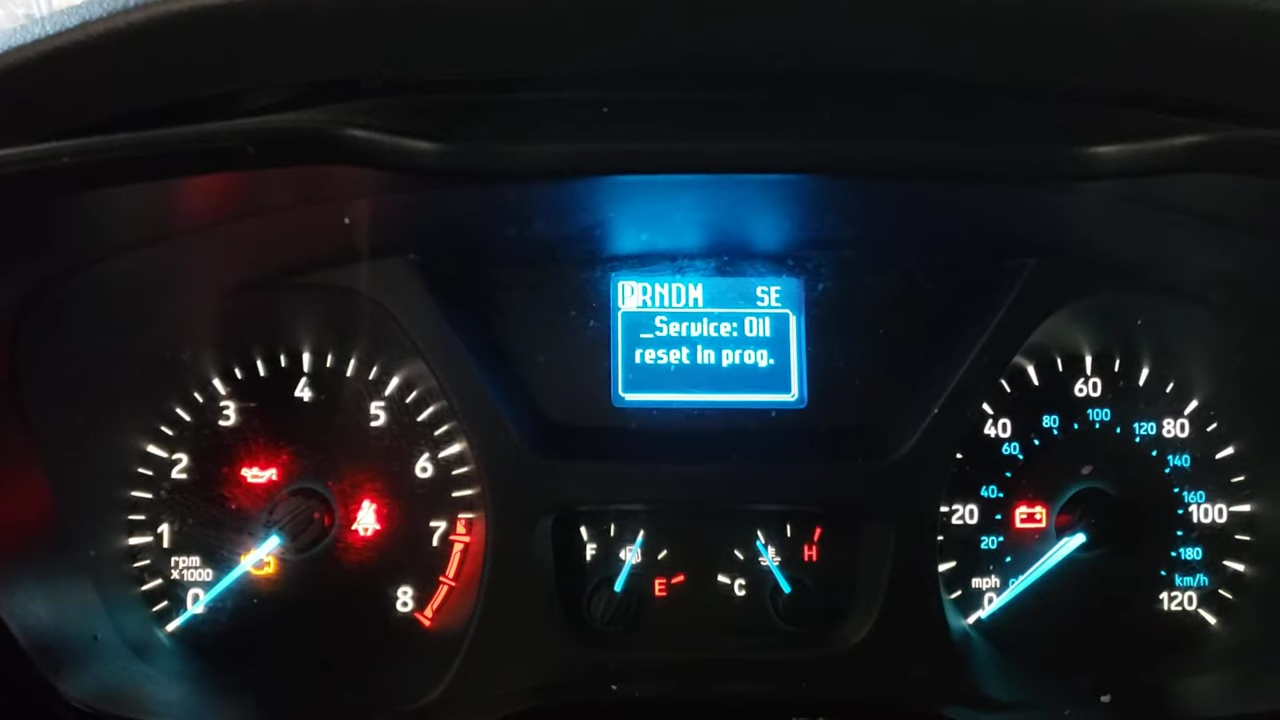 PRNDM SE
_Service: Oil
reset in prog.
0
1
2
3
4
5
6
7
8
rpm
x1000
F
E
C
H
0
20
40
60
80
100
120
mph
20
40
60
80
100
120
140
160
180
km/h